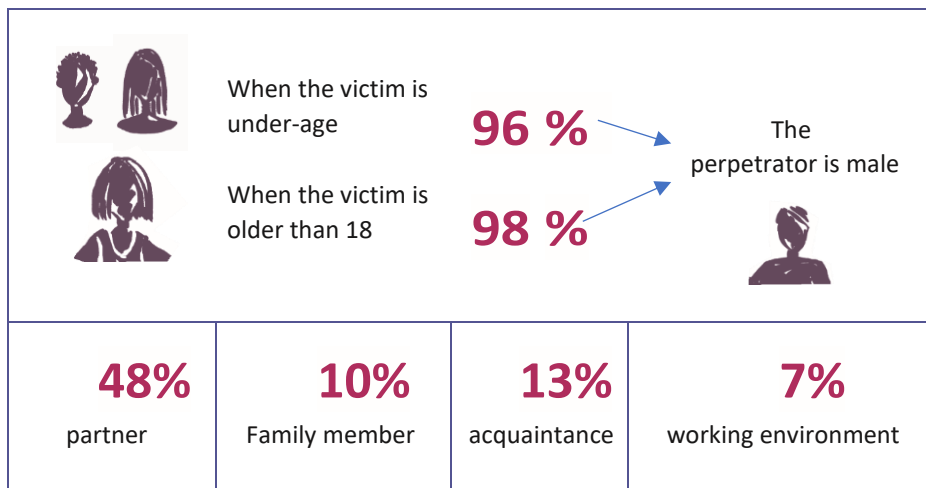 When the victim is
under-age
96 %
The
perpetrator is male
When the victim is
older than 18
98 %
48%
partner
10%
Family member
13%
acquaintance
7%
working environment